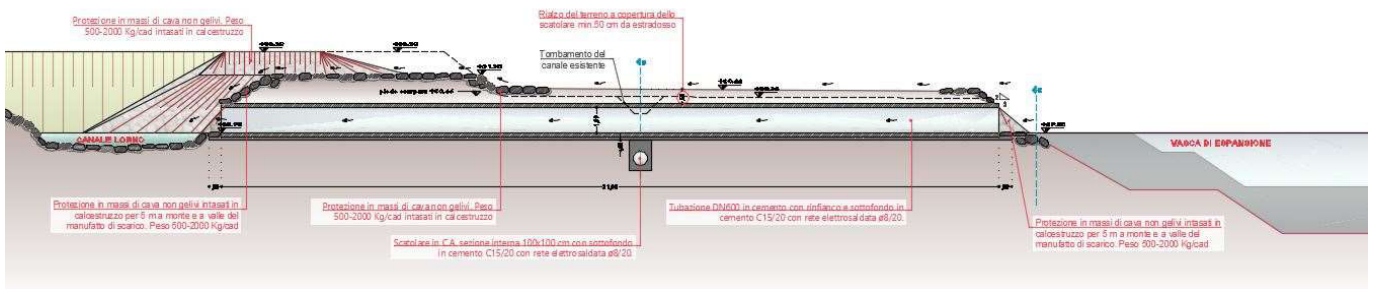 Protezione in massi di cava non gelivi. Peso
500-2000 Kg/cad intasati in calcestruzzo
Rialzo del terreno a copertura dello
scatolare min.50 cm da estradosso
Tombamento del
canale esistente
CANALE LORNO
VASCA DI ESPANSIONE
Protezione in massi di cava non gelivi intasati in
calcestruzzo per 5 m a monte e a valle del
manufatto di scarico. Peso 500-2000 Kg/cad
Protezione in massi di cava non gelivi. Peso
500-2000 Kg/cad intasati in calcestruzzo
Tubazione DN600 in cemento con rinfianco e sottofondo in
cemento C15/20 con rete elettrosaldata ø8/20.
Scatolare in C.A. sezione interna 100x100 cm con sottofondo
in cemento C15/20 con rete elettrosaldata ø8/20.
Protezione in massi di cava non gelivi intasati in
calcestruzzo per 5 m a monte e a valle del
manufatto di scarico. Peso 500-2000 Kg/cad